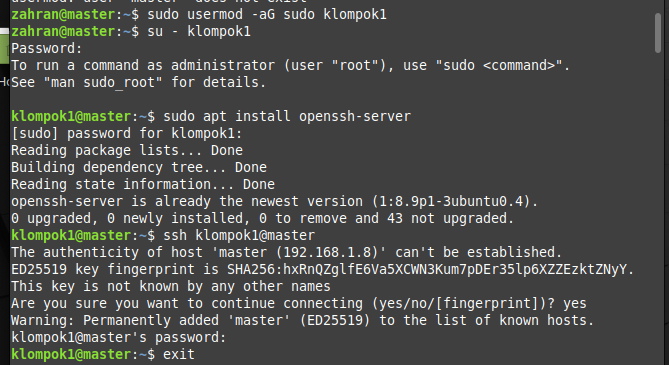 usermod: user 'master' does not exist
zahran@master:~$ sudo usermod -aG sudo klompok1
zahran@master:~$ su - klompok1
Password:
To run a command as administrator (user "root"), use "sudo <command>".
See "man sudo_root" for details.
klompok1@master:~$ sudo apt install openssh-server
[sudo] password for klompok1:
Reading package lists... Done
Building dependency tree... Done
Reading state information... Done
openssh-server is already the newest version (1:8.9p1-3ubuntu0.4).
0 upgraded, 0 newly installed, 0 to remove and 43 not upgraded.
klompok1@master:~$ ssh klompok1@master
The authenticity of host 'master (192.168.1.8)' can't be established.
ED25519 key fingerprint is SHA256:hxRnQZglfE6Va5XCWN3Kum7pDEr35lp6XZZEzktZNyY.
This key is not known by any other names
Are you sure you want to continue connecting (yes/no/[fingerprint])? yes
Warning: Permanently added 'master' (ED25519) to the list of known hosts.
klompok1@master's password:
klompok1@master:~$ exit